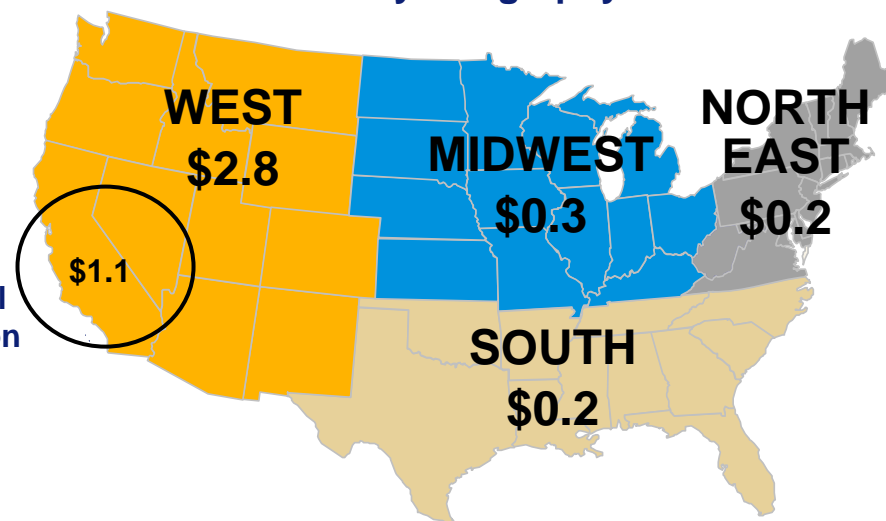 WEST
$2.8
MIDWEST
$0.3
NORTH
EAST
$0.2
$1.1
SOUTH
$0.2